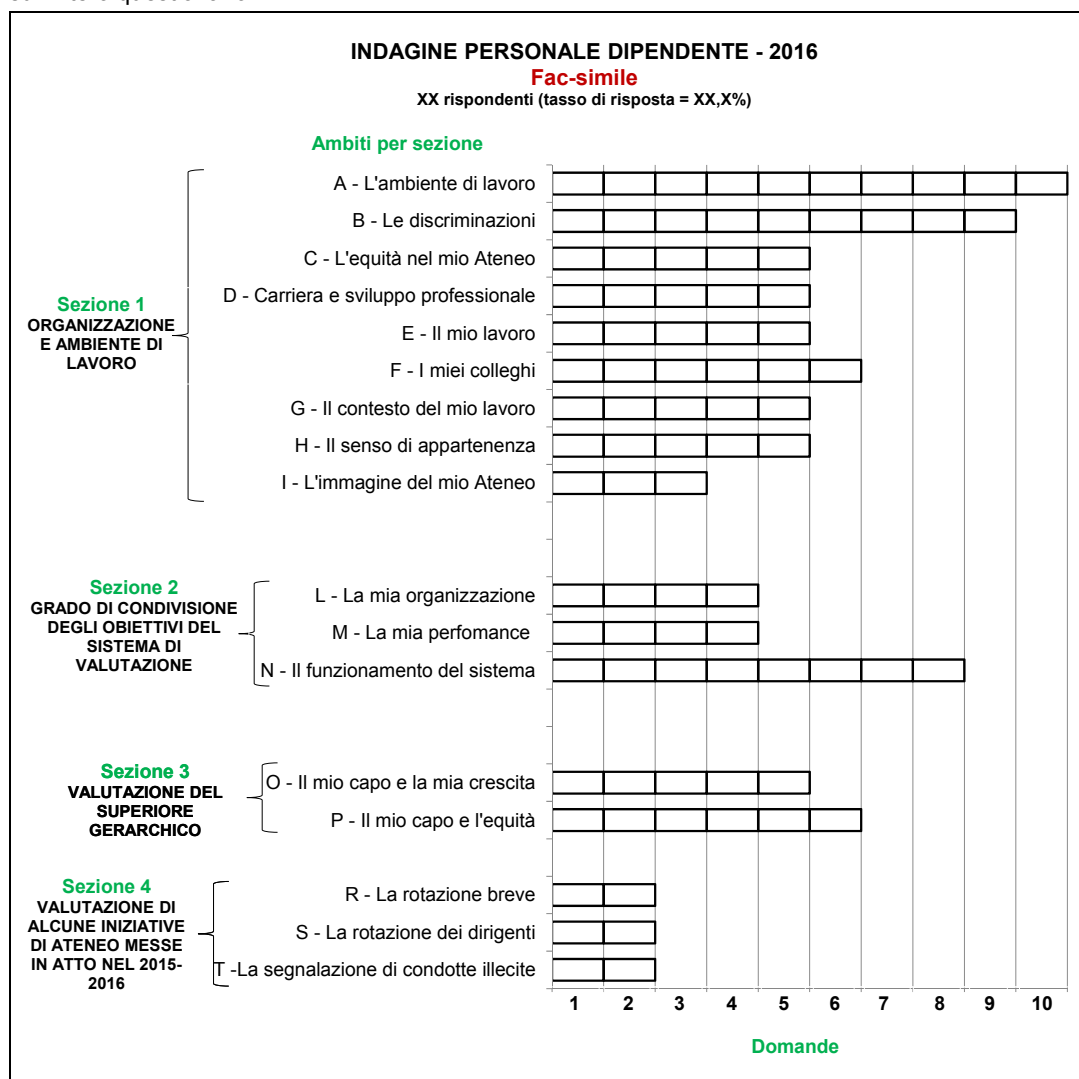 INDAGINE PERSONALE DIPENDENTE - 2016
Fac-simile
XX rispondenti (tasso di risposta = XX,X%)
Ambiti per sezione
Sezione 1
ORGANIZZAZIONE
E AMBIENTE DI
LAVORO
A - L'ambiente di lavoro
B - Le discriminazioni
C - L'equità nel mio Ateneo
D - Carriera e sviluppo professionale
E - Il mio lavoro
F - I miei colleghi
G - Il contesto del mio lavoro
H - Il senso di appartenenza
I - L'immagine del mio Ateneo
Sezione 2
GRADO DI CONDIVISIONE
DEGLI OBIETTIVI DEL
SISTEMA DI
VALUTAZIONE
L - La mia organizzazione
M - La mia perfomance
N - Il funzionamento del sistema
Sezione 3
VALUTAZIONE DEL
SUPERIORE
GERARCHICO
O - Il mio capo e la mia crescita
P - Il mio capo e l'equità
Sezione 4
VALUTAZIONE DI
ALCUNE INIZIATIVE
DI ATENEO MESSE
IN ATTO NEL 2015-
2016
R - La rotazione breve
S - La rotazione dei dirigenti
T -La segnalazione di condotte illecite
1 2 3 4 5 6 7 8 9 10
Domande